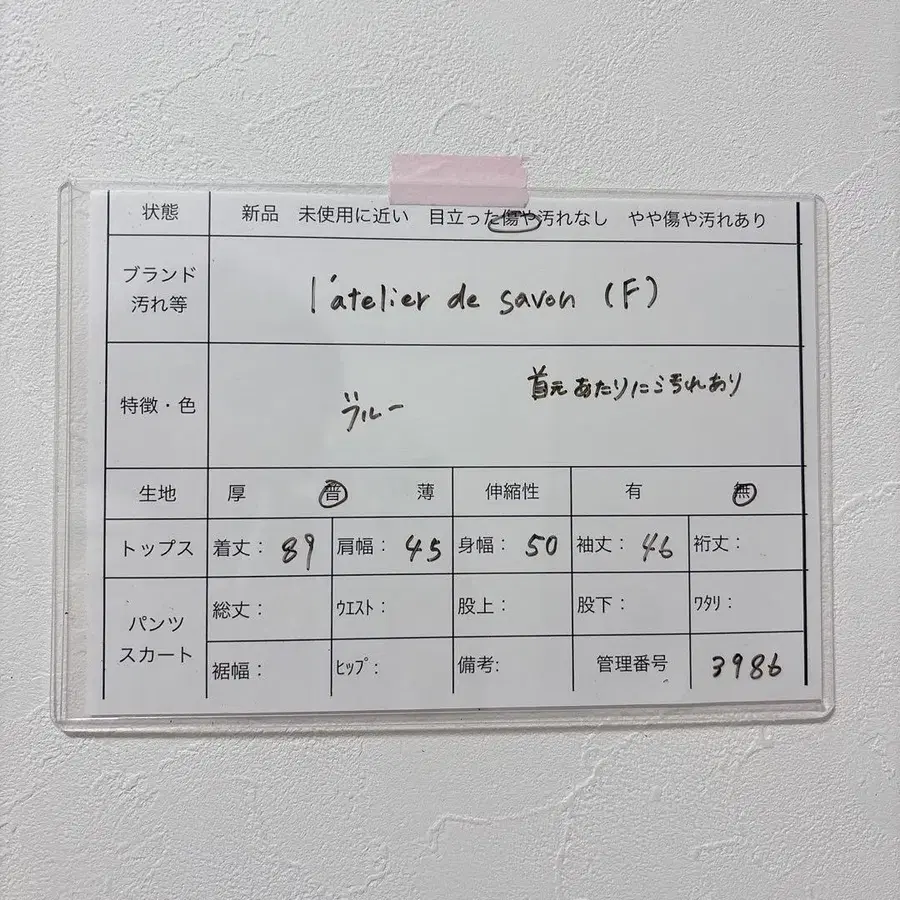 状態 新品 未使用に近い 目立った傷や汚れなし やや傷や汚れあり
ブランド
汚れ等
l'atelier de savon (F)
特徴・色
ブルー
首元あたりに汚れあり
生地 厚 普 薄 伸縮性 有 無
トップス 着丈: 89 肩幅: 45 身幅: 50 袖丈: 46 裄丈:
パンツ
スカート
総丈: ウエスト: 股上: 股下: ワタリ:
裾幅: ヒップ: 備考: 管理番号 3986